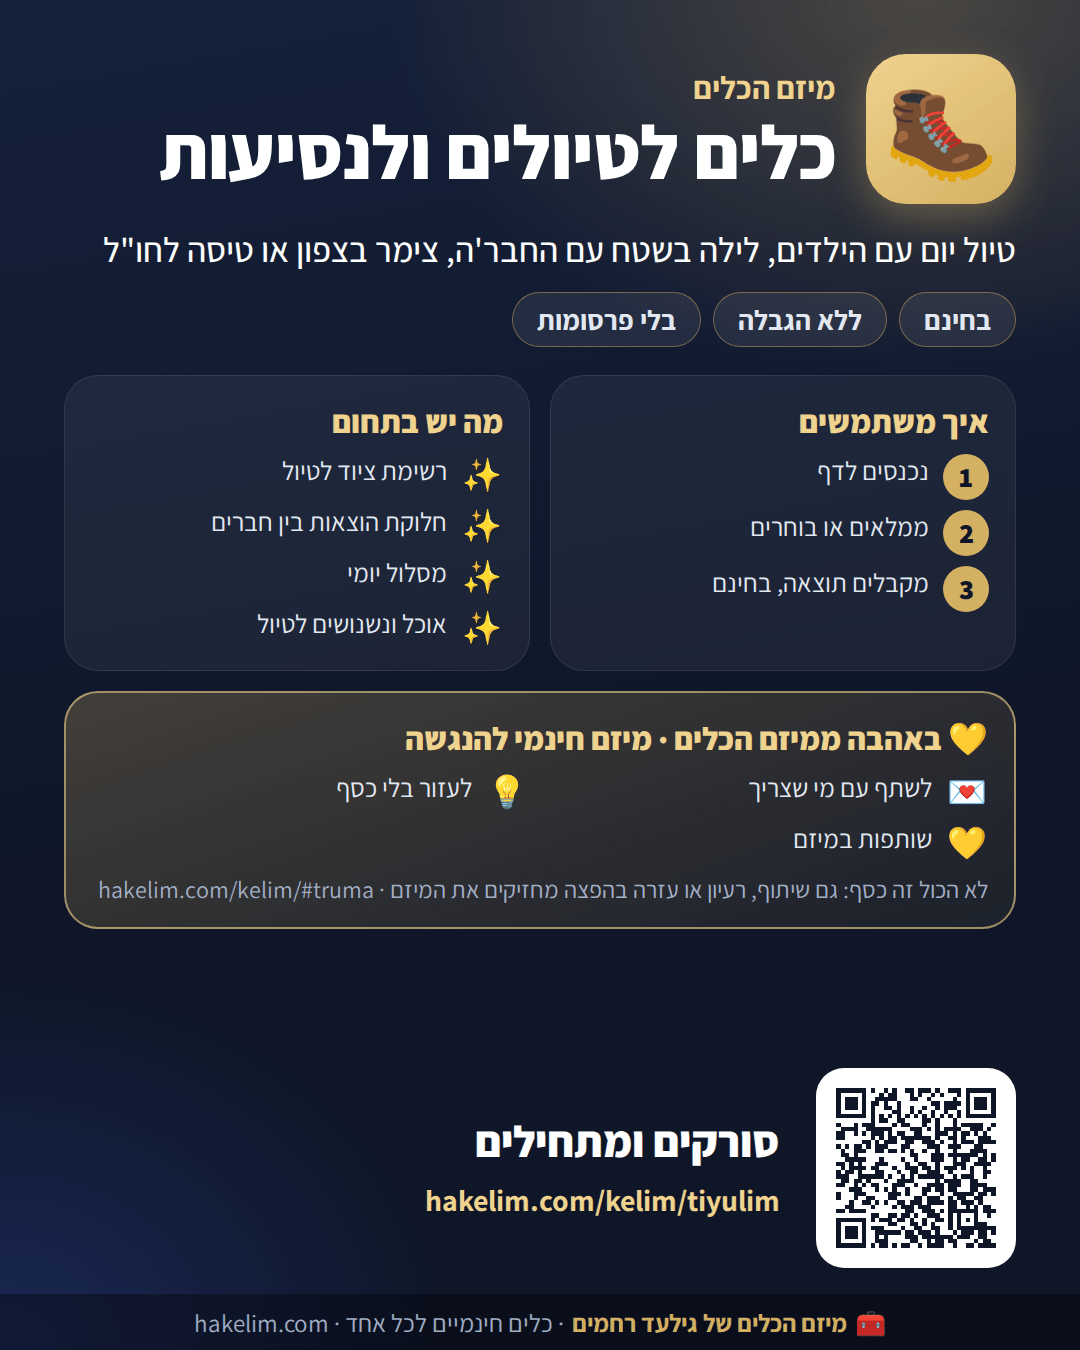 מיזם הכלים
כלים לטיולים ולנסיעות
טיול יום עם הילדים, לילה בשטח עם החבר'ה, צימר בצפון או טיסה לחו"ל
בחינם
ללא הגבלה
בלי פרסומות
איך משתמשים
1 נכנסים לדף
2 ממלאים או בוחרים
3 מקבלים תוצאה, בחינם
מה יש בתחום
רשימת ציוד לטיול
חלוקת הוצאות בין חברים
מסלול יומי
אוכל ונשנושים לטיול
באהבה ממיזם הכלים · מיזם חינמי להנגשה
לשתף עם מי שצריך
לעזור בלי כסף
שותפות במיזם
לא הכול זה כסף: גם שיתוף, רעיון או עזרה בהפצה מחזיקים את המיזם · hakelim.com/kelim/#truma
סורקים ומתחילים
hakelim.com/kelim/tiyulim
מיזם הכלים של גילעד רחמים · כלים חינמיים לכל אחד · hakelim.com